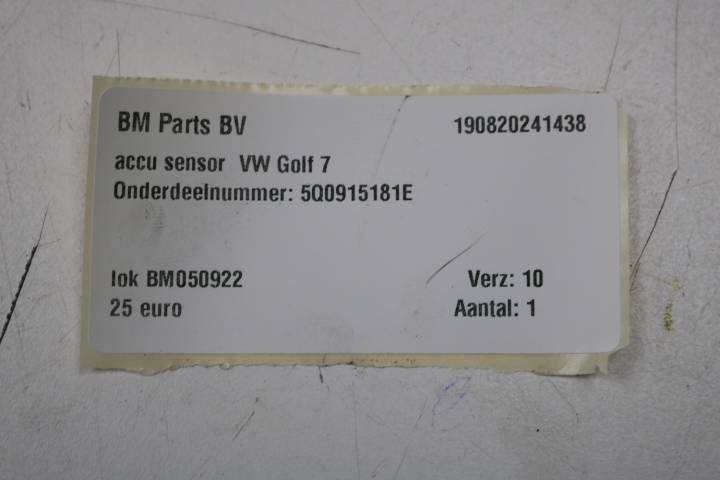 BM Parts BV 190820241438
accu sensor VW Golf 7
Onderdeelnummer: 5Q0915181E
lok BM050922 Verz: 10
25 euro Aantal: 1